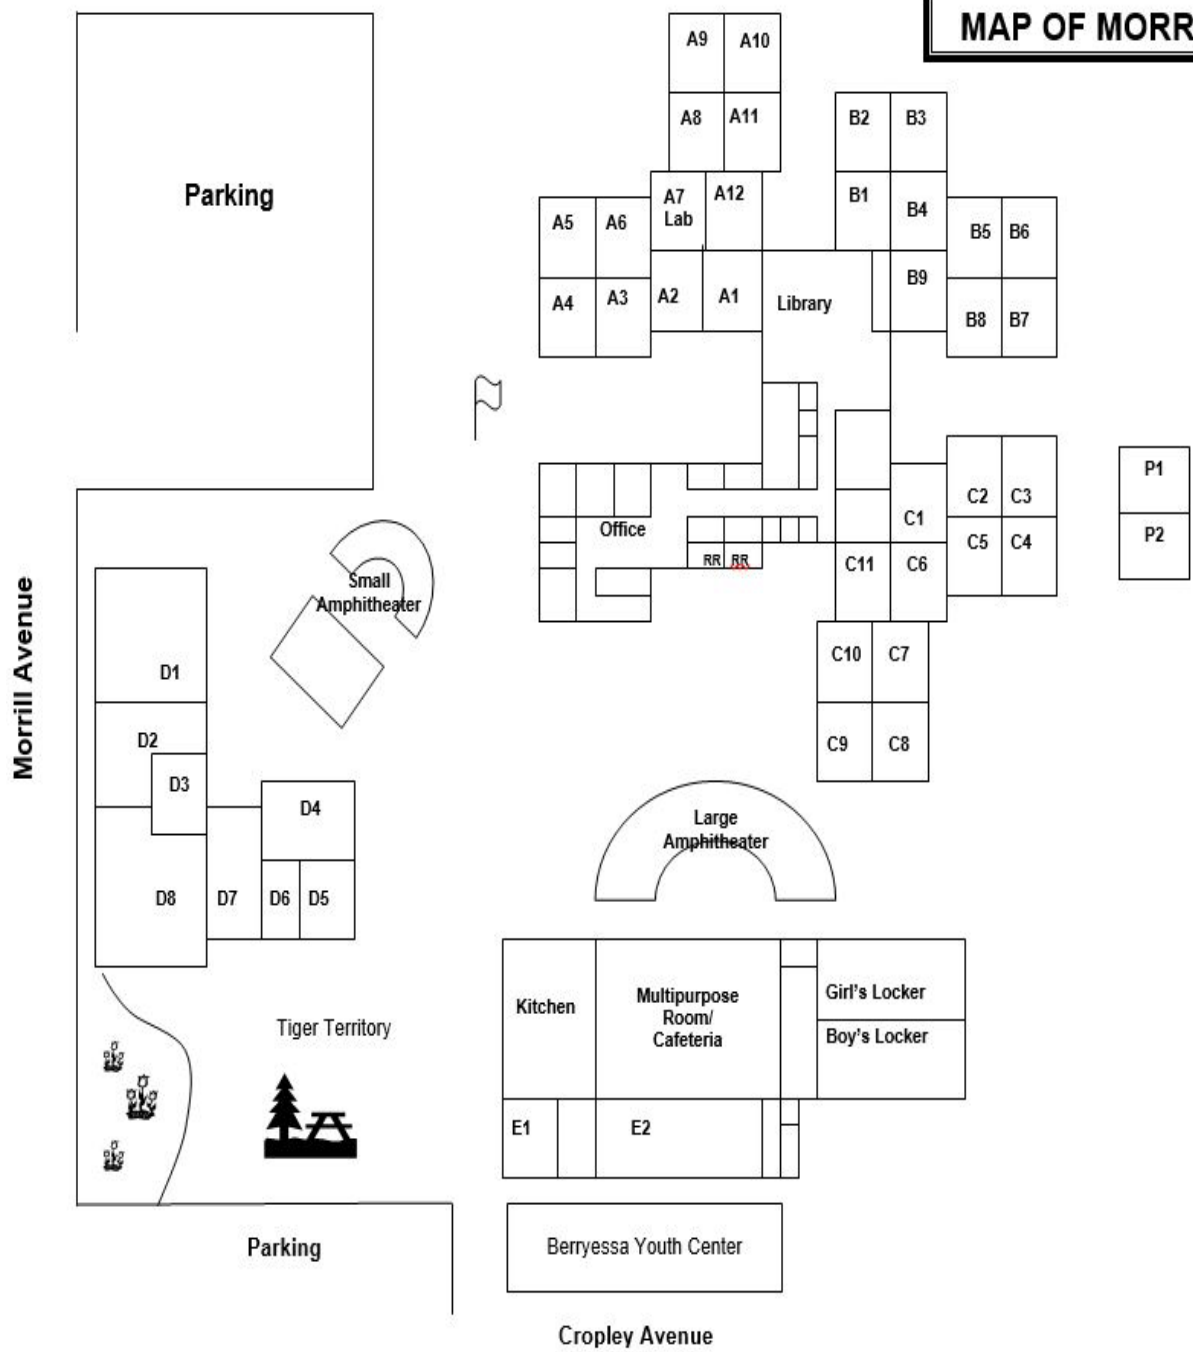 MAP OF MORR
A9
A10
A8
A11
B2
B3
Parking
A7
Lab
A12
B1
B4
A5
A6
B5
B6
A4
A3
A2
A1
Library
B9
B8
B7
P1
C2
C3
C1
Office
P2
C5
C4
RR
RR
C11
C6
Small
Amphitheater
Morrill Avenue
D1
C10
C7
D2
C9
C8
D3
D4
Large
Amphitheater
D8
D7
D6
D5
Kitchen
Multipurpose
Room/
Cafeteria
Girl's Locker
Boy's Locker
Tiger Territory
E1
E2
Parking
Berryessa Youth Center
Cropley Avenue